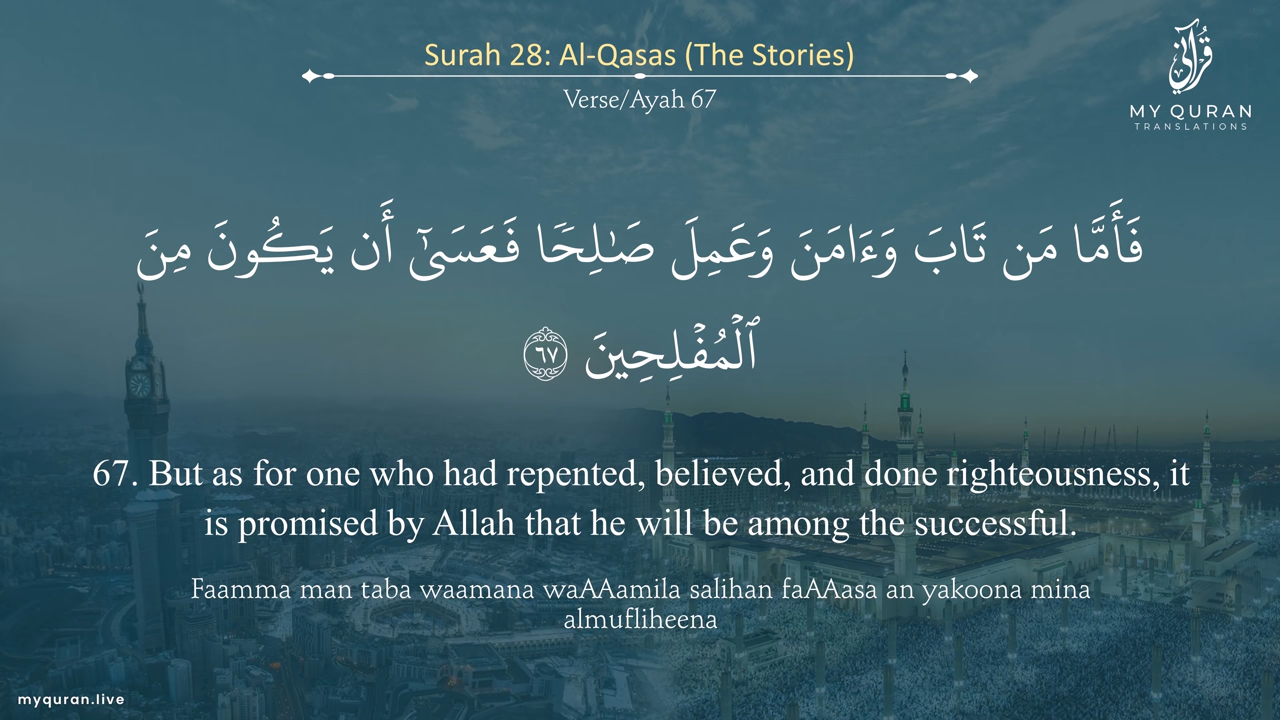 Surah 28: Al-Qasas (The Stories)
Verse/Ayah 67
قرآني
MY QURAN
TRANSLATIONS
فَأَمَّا مَن تَابَ وَءَامَنَ وَعَمِلَ صَـٰلِحًا فَعَسَىٰٓ أَن يَكُونَ مِنَ
ٱلْمُفْلِحِينَ ٦٧
67. But as for one who had repented, believed, and done righteousness, it
is promised by Allah that he will be among the successful.
Faamma man taba waamana waAAamila salihan faAAasa an yakoona mina
almufliheena
myquran.live